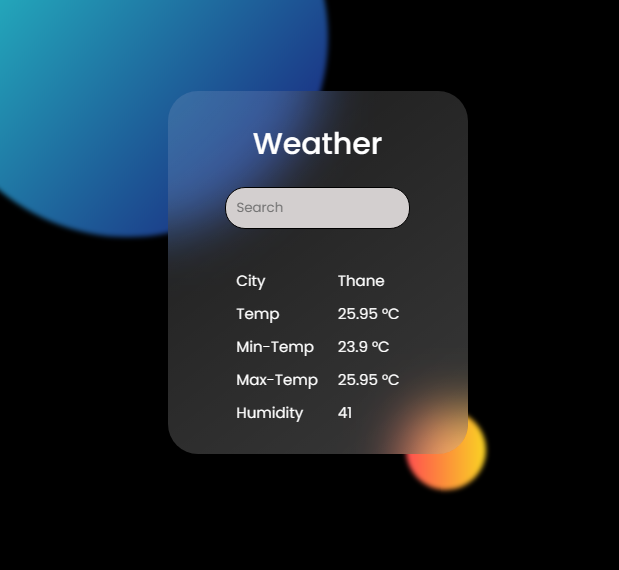 Weather
Search
City Thane
Temp 25.95 °C
Min-Temp 23.9 °C
Max-Temp 25.95 °C
Humidity 41